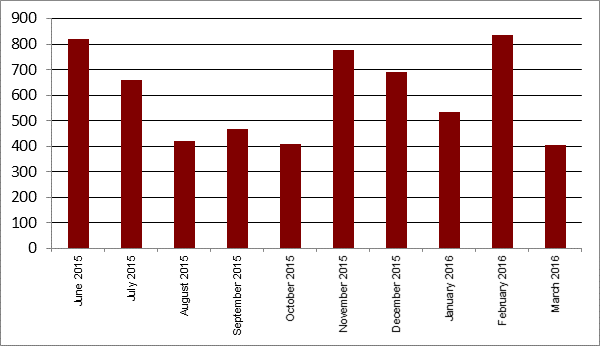 900
800
700
600
500
400
300
200
100
0
June 2015
July 2015
August 2015
September 2015
October 2015
November 2015
December 2015
January 2016
February 2016
March 2016